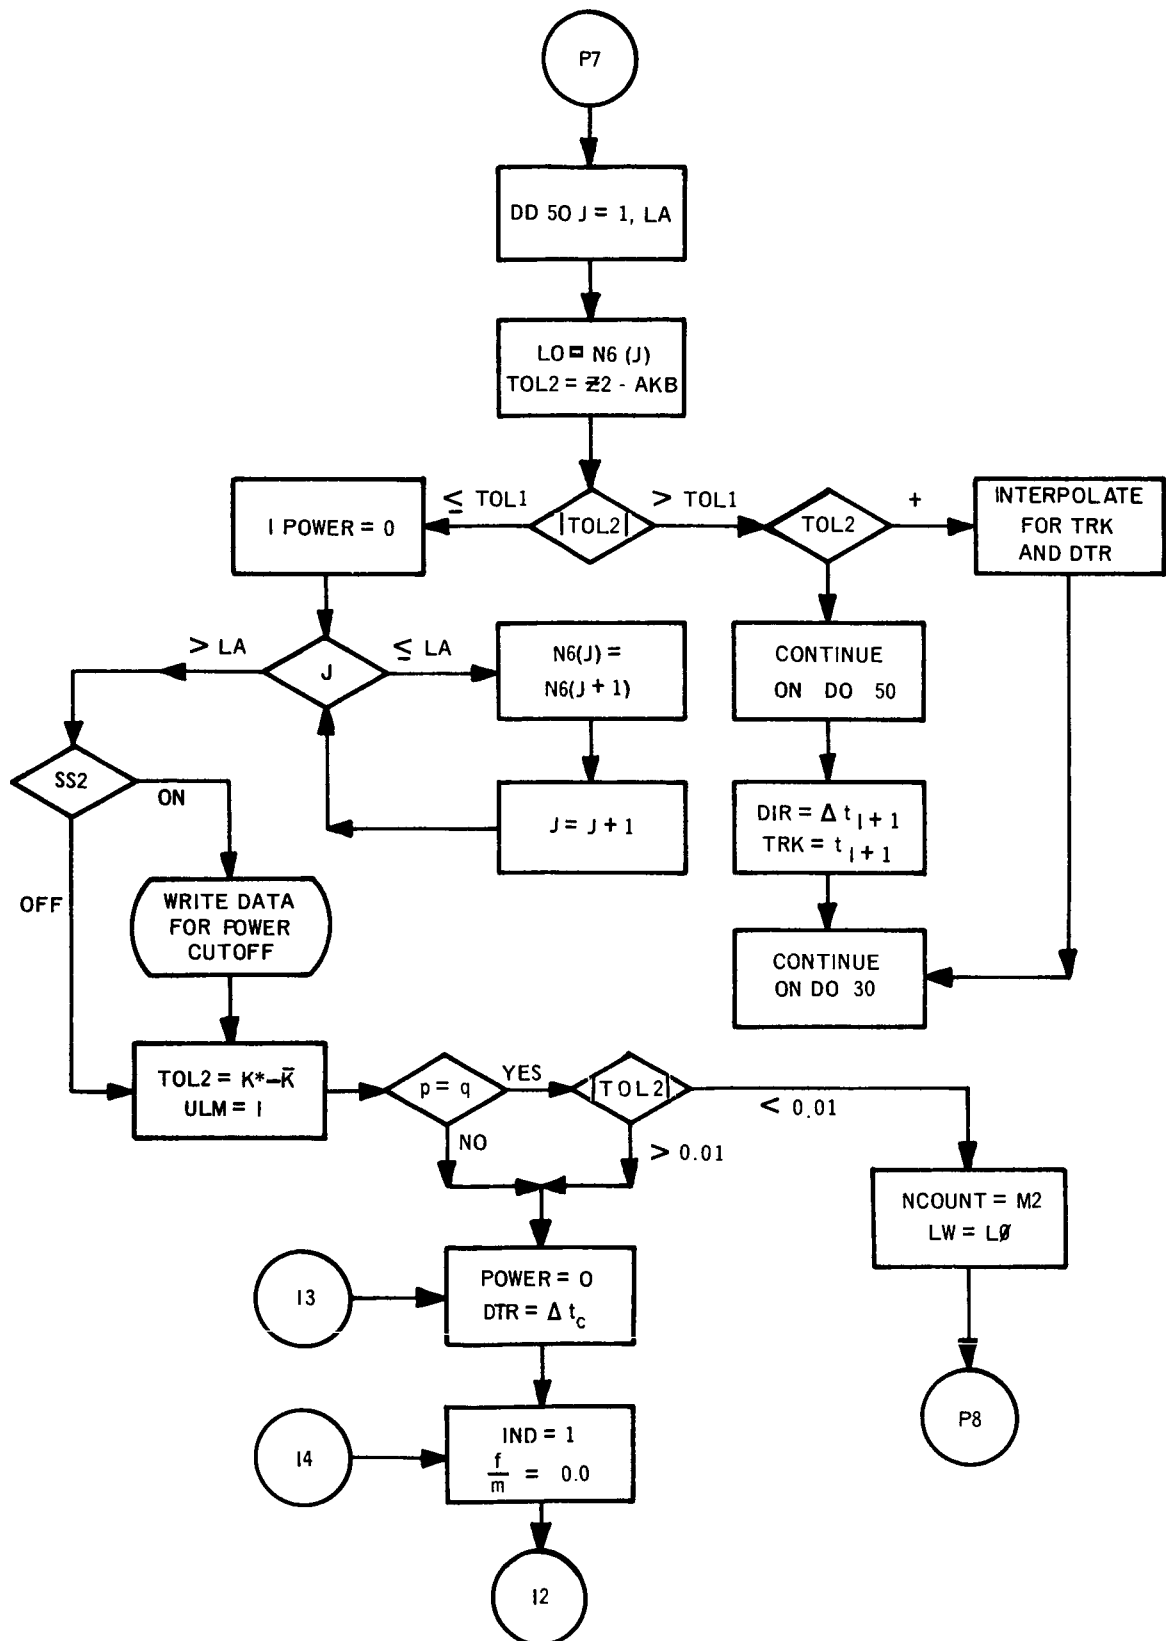 P7
DD 50 J = 1, LA
LO = N6 (J)
TOL2 = Z2 - AKB
≤ TOL1
|TOL2|
> TOL1
TOL2
+
INTERPOLATE
FOR TRK
AND DTR
I POWER = 0
> LA
J
≤ LA
N6(J) =
N6(J + 1)
CONTINUE
ON DO 50
SS2
ON
J = J + 1
DIR = Δ t I + 1
TRK = t I + 1
OFF
WRITE DATA
FOR POWER
CUTOFF
CONTINUE
ON DO 30
TOL2 = K*–K̄
ULM = I
p = q
YES
|TOL2|
< 0.01
NO
> 0.01
NCOUNT = M2
LW = LØ
I3
POWER = 0
DTR = Δ tc
P8
I4
IND = 1
f/m = 0.0
I2